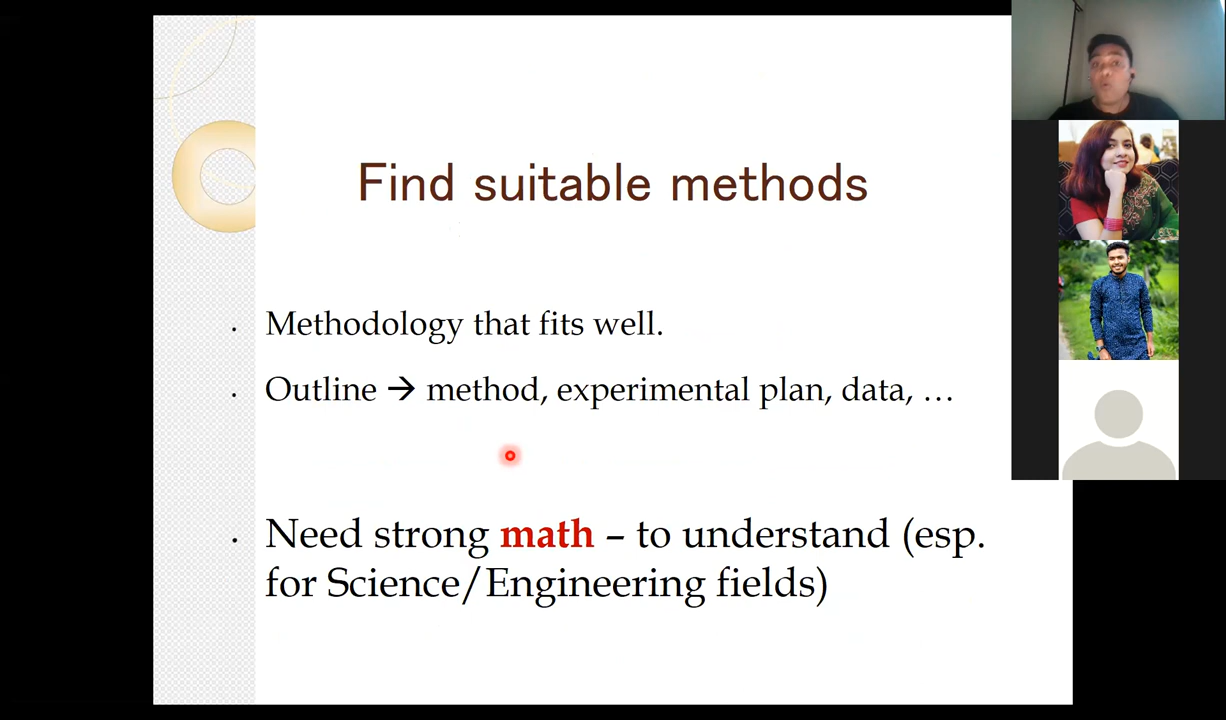 Find suitable methods
• Methodology that fits well.
• Outline → method, experimental plan, data, …
• Need strong math – to understand (esp.
for Science/Engineering fields)